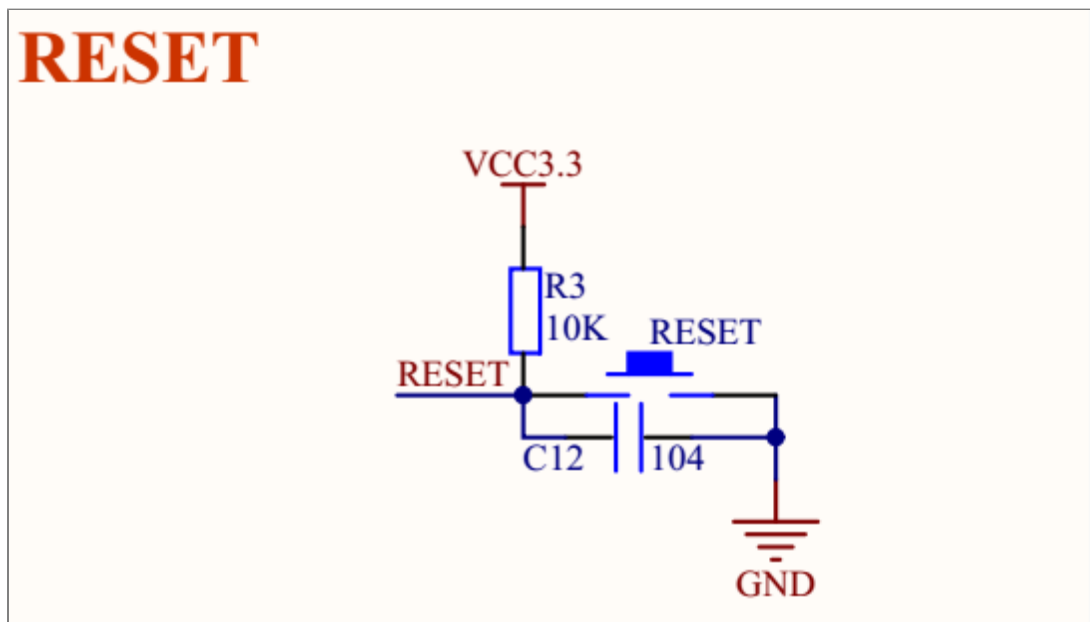 RESET
VCC3.3
R3
10K
RESET
RESET
C12
104
GND